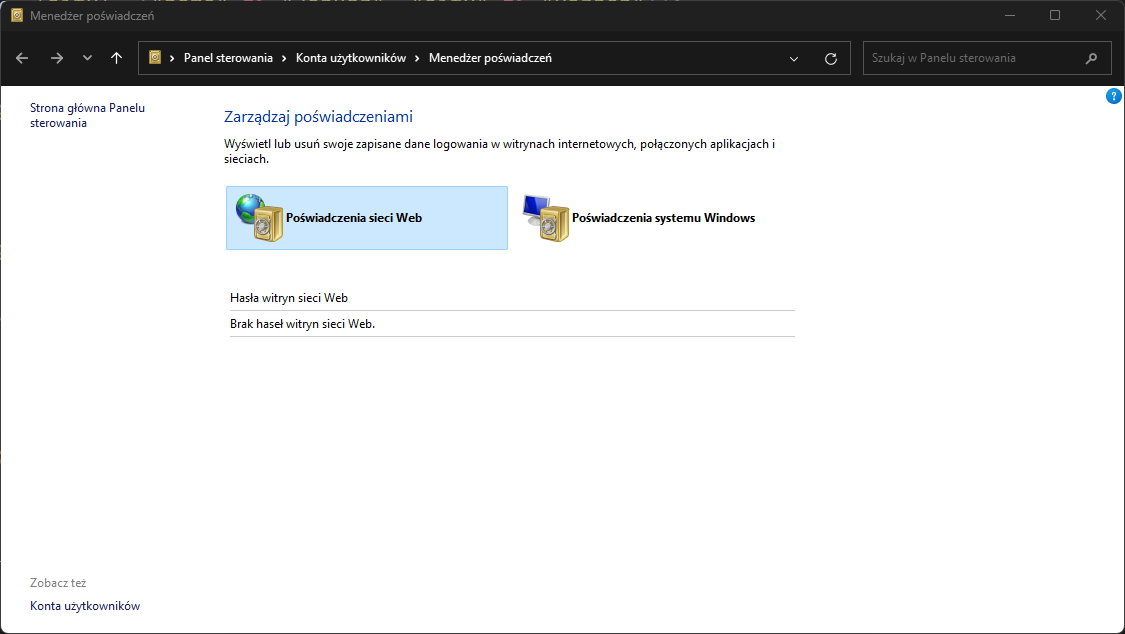 Menedżer poświadczeń
Panel sterowania > Konta użytkowników > Menedżer poświadczeń
Szukaj w Panelu sterowania
Strona główna Panelu
sterowania
?
Zarządzaj poświadczeniami
Wyświetl lub usuń swoje zapisane dane logowania w witrynach internetowych, połączonych aplikacjach i
sieciach.
Poświadczenia sieci Web
Poświadczenia systemu Windows
Hasła witryn sieci Web
Brak haseł witryn sieci Web.
Zobacz też
Konta użytkowników